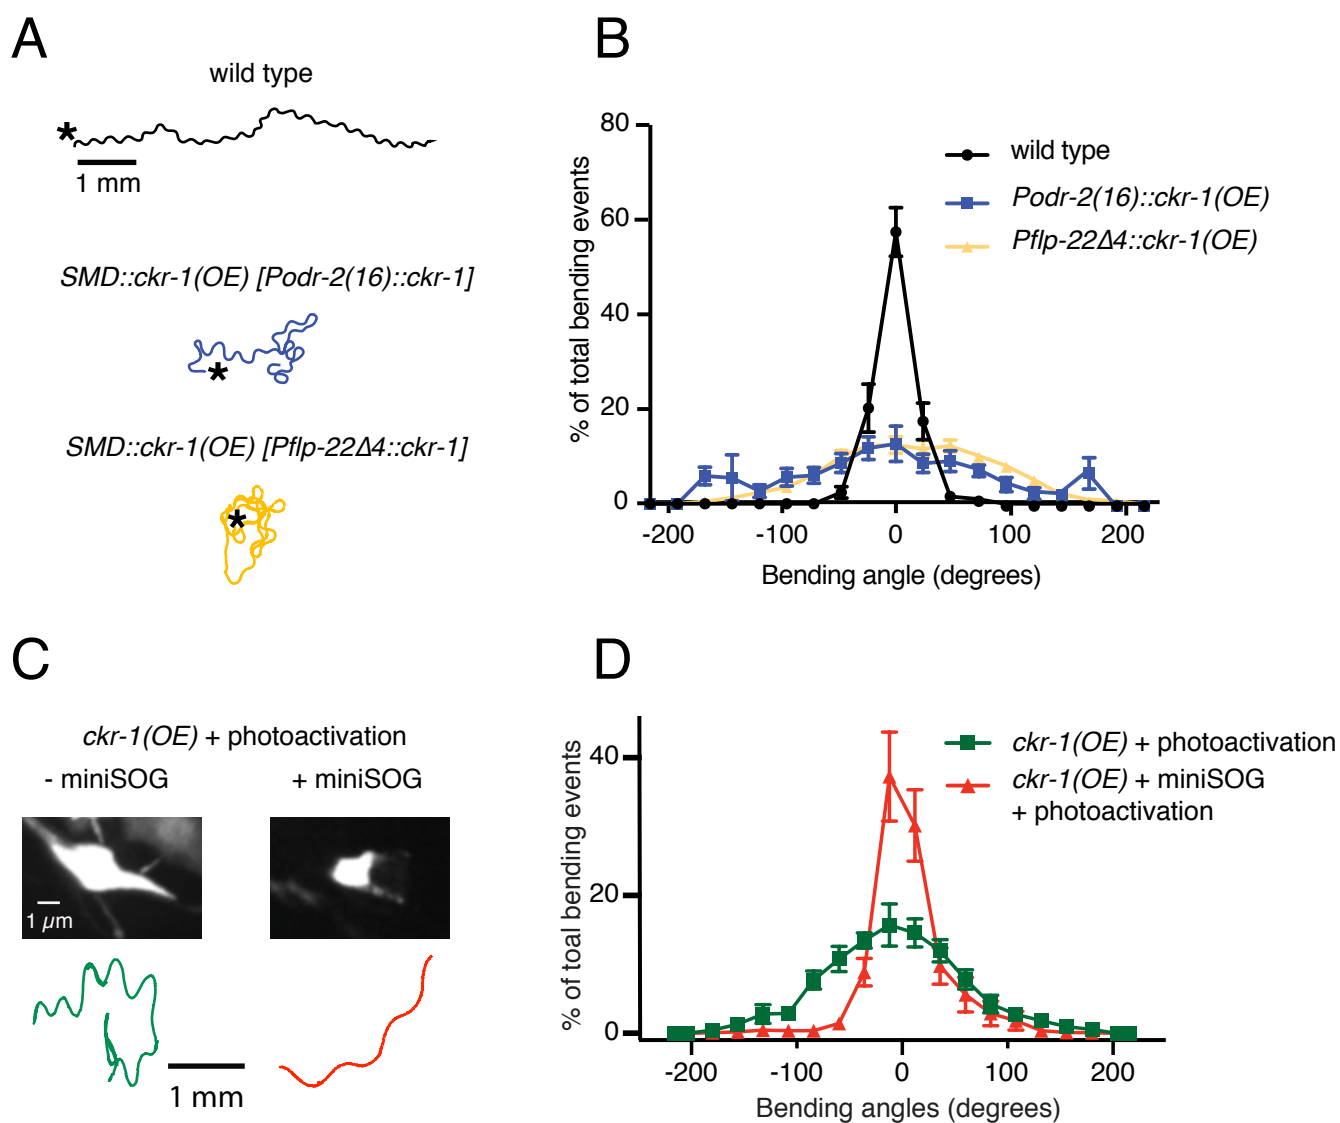 A
wild type
*
1 mm
SMD::ckr-1(OE) [Podr-2(16)::ckr-1]
*
SMD::ckr-1(OE) [Pflp-22Δ4::ckr-1]
*
B
% of total bending events
80
60
40
20
0
-200 -100 0 100 200
Bending angle (degrees)
wild type
Podr-2(16)::ckr-1(OE)
Pflp-22Δ4::ckr-1(OE)
C
ckr-1(OE) + photoactivation
- miniSOG + miniSOG
1 µm
1 mm
D
% of toal bending events
40
20
0
-200 -100 0 100 200
Bending angles (degrees)
ckr-1(OE) + photoactivation
ckr-1(OE) + miniSOG
+ photoactivation